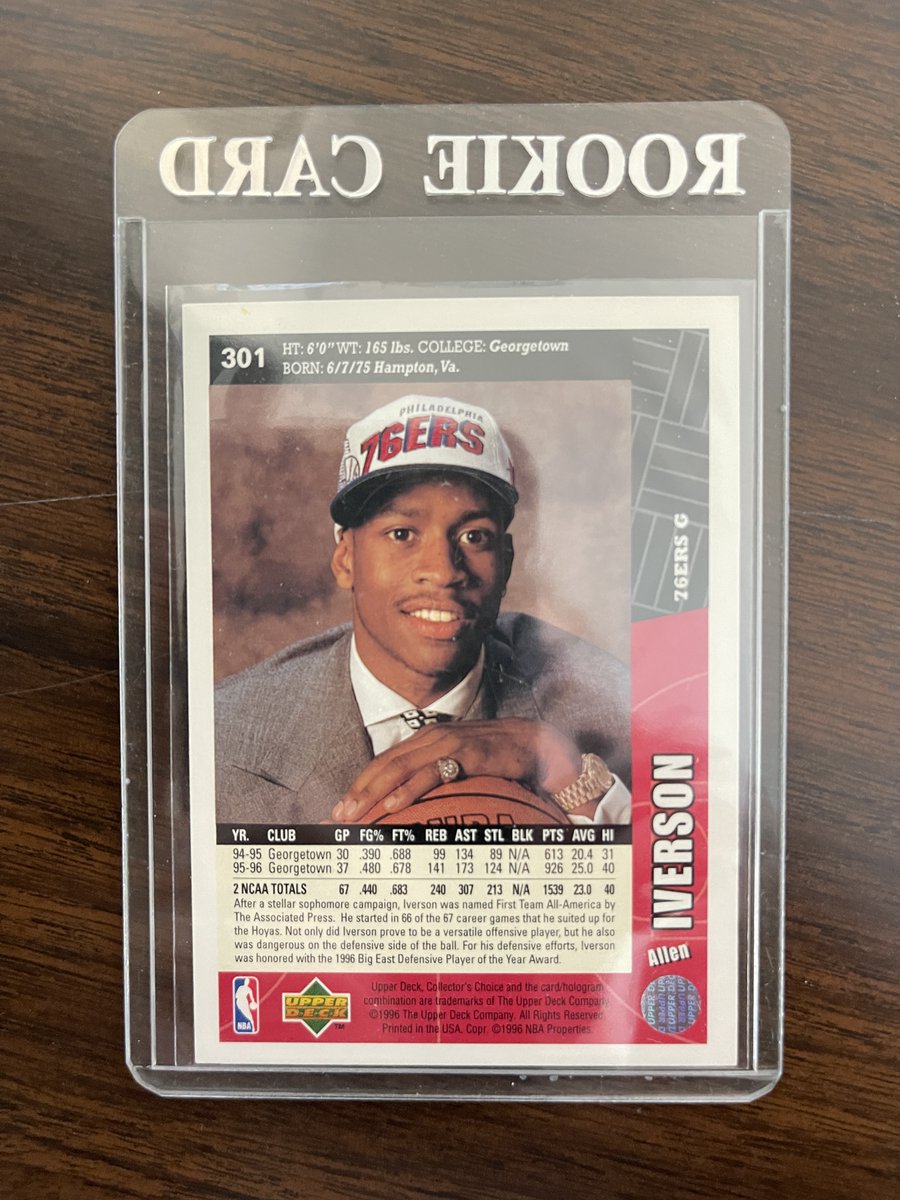 ROOKIE CARD
301
HT: 6'0" WT: 165 lbs. COLLEGE: Georgetown
BORN: 6/7/75 Hampton, Va.
PHILADELPHIA
76ERS
76ERS G
Allen IVERSON
YR. CLUB GP FG% FT% REB AST STL BLK PTS AVG HI
94-95 Georgetown 30 .390 .688 99 134 89 N/A 613 20.4 31
95-96 Georgetown 37 .480 .678 141 173 124 N/A 926 25.0 40
2 NCAA TOTALS 67 .440 .683 240 307 213 N/A 1539 23.0 40
After a stellar sophomore campaign, Iverson was named First Team All-America by
The Associated Press. He started in 66 of the 67 career games that he suited up for
the Hoyas. Not only did Iverson prove to be a versatile offensive player, but he also
was dangerous on the defensive side of the ball. For his defensive efforts, Iverson
was honored with the 1996 Big East Defensive Player of the Year Award.
NBA
UPPER
DECK
TM
Upper Deck, Collector's Choice and the card/hologram
combination are trademarks of The Upper Deck Company.
©1996 The Upper Deck Company. All Rights Reserved.
Printed in the USA. Copr. ©1996 NBA Properties.